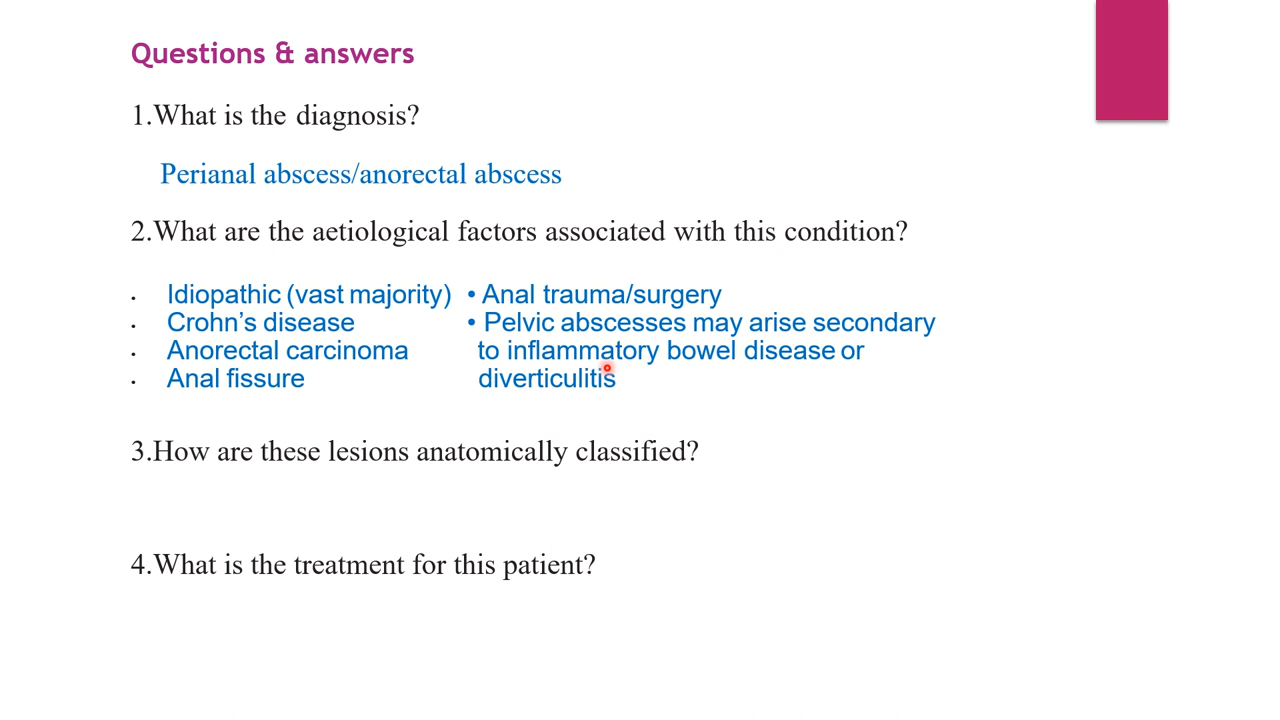 Questions & answers
1.What is the diagnosis?
Perianal abscess/anorectal abscess
2.What are the aetiological factors associated with this condition?
• Idiopathic (vast majority) • Anal trauma/surgery
• Crohn’s disease • Pelvic abscesses may arise secondary
• Anorectal carcinoma to inflammatory bowel disease or
• Anal fissure diverticulitis
3.How are these lesions anatomically classified?
4.What is the treatment for this patient?